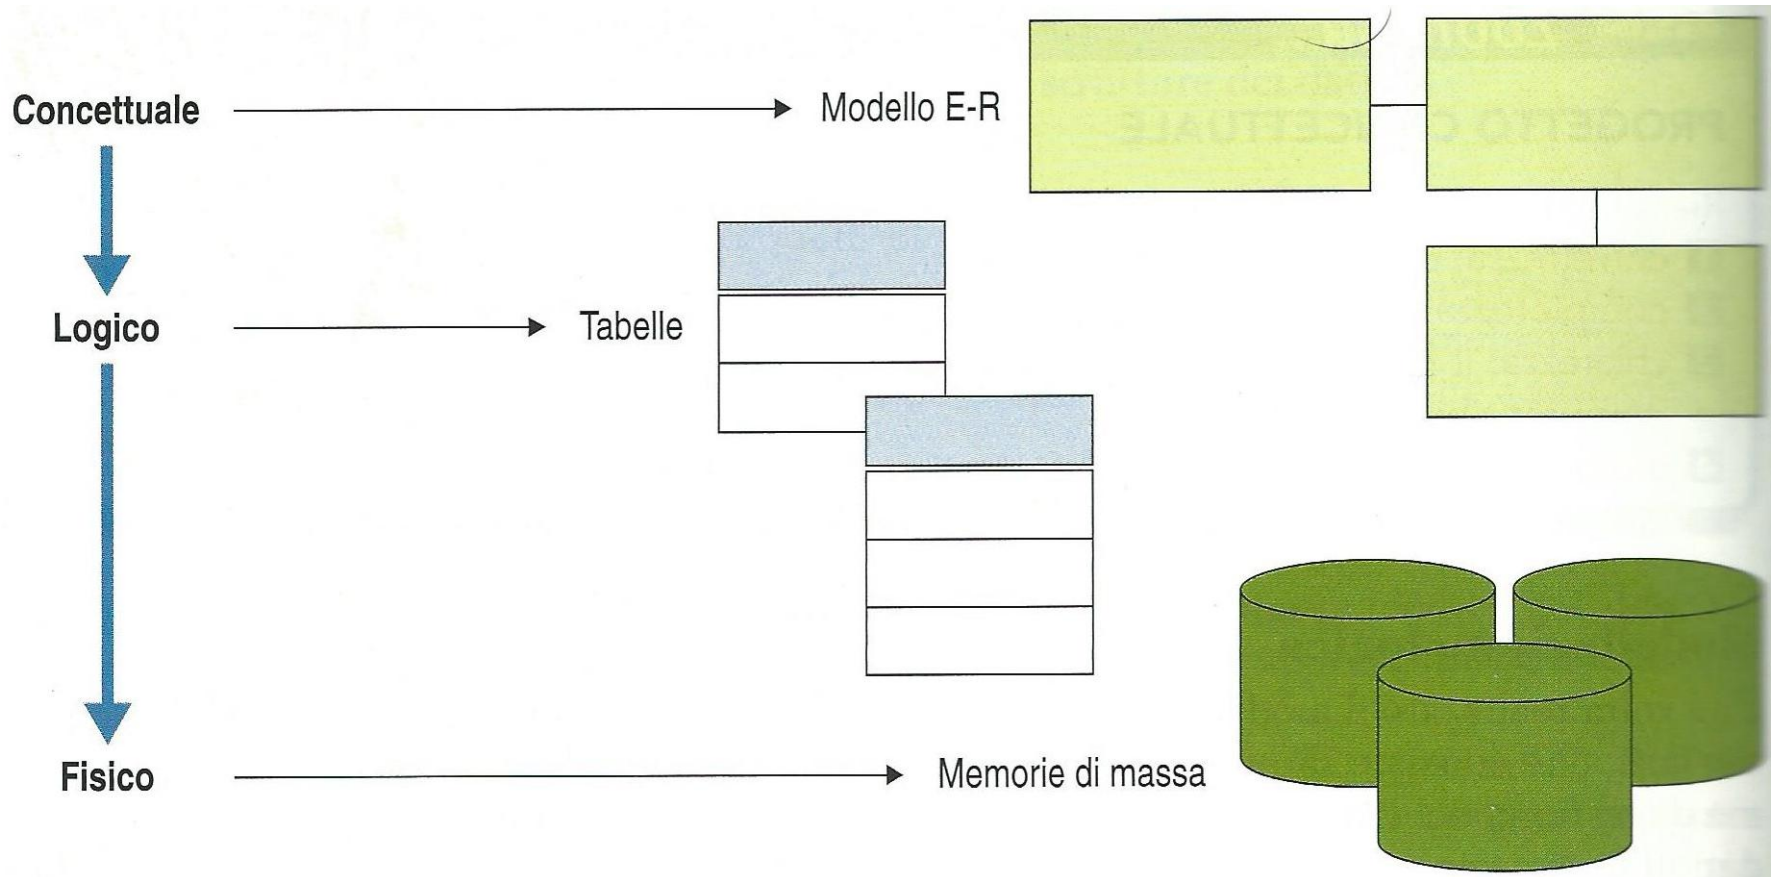 Concettuale
Modello E-R
Logico
Tabelle
Fisico
Memorie di massa